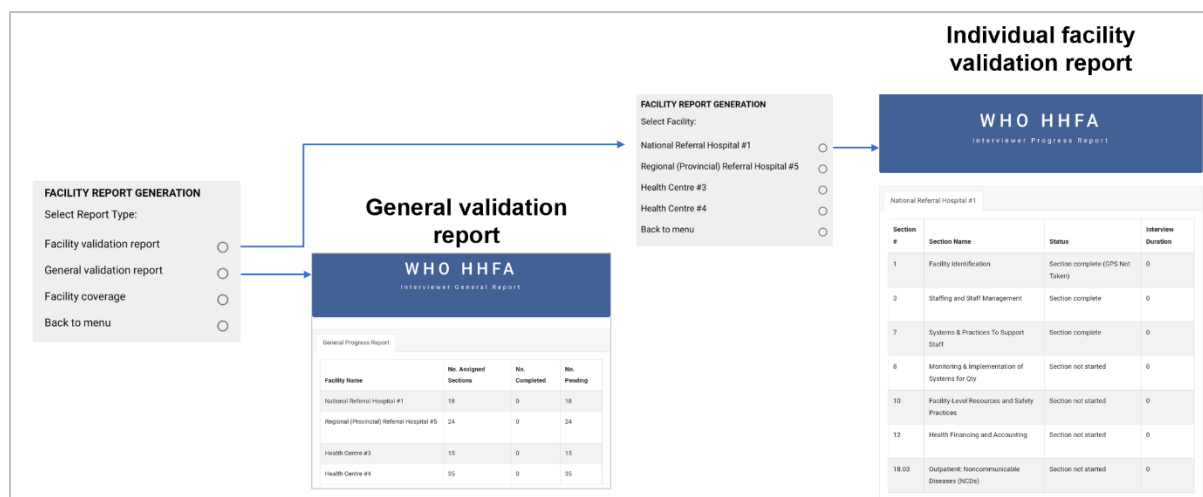 Individual facility
validation report
FACILITY REPORT GENERATION
Select Facility:
National Referral Hospital #1
Regional (Provincial) Referral Hospital #5
Health Centre #3
Health Centre #4
Back to menu
WHO HHFA
Interviewer Progress Report
FACILITY REPORT GENERATION
Select Report Type:
Facility validation report
General validation report
Facility coverage
Back to menu
General validation
report
WHO HHFA
Interviewer General Report
General Progress Report
Facility Name No. Assigned Sections No. Completed No. Pending
National Referral Hospital #1 18 0 18
Regional (Provincial) Referral Hospital #5 24 0 24
Health Centre #3 15 0 15
Health Centre #4 35 0 35
National Referral Hospital #1
Section # Section Name Status Interview Duration
1 Facility Identification Section complete (GPS Not Taken) 0
3 Staffing and Staff Management Section complete 0
7 Systems & Practices To Support Staff Section complete 0
8 Monitoring & Implementation of Systems for Qty Section not started 0
10 Facility-Level Resources and Safety Practices Section not started 0
12 Health Financing and Accounting Section not started 0
18.03 Outpatient: Noncommunicable Diseases (NCDs) Section not started 0